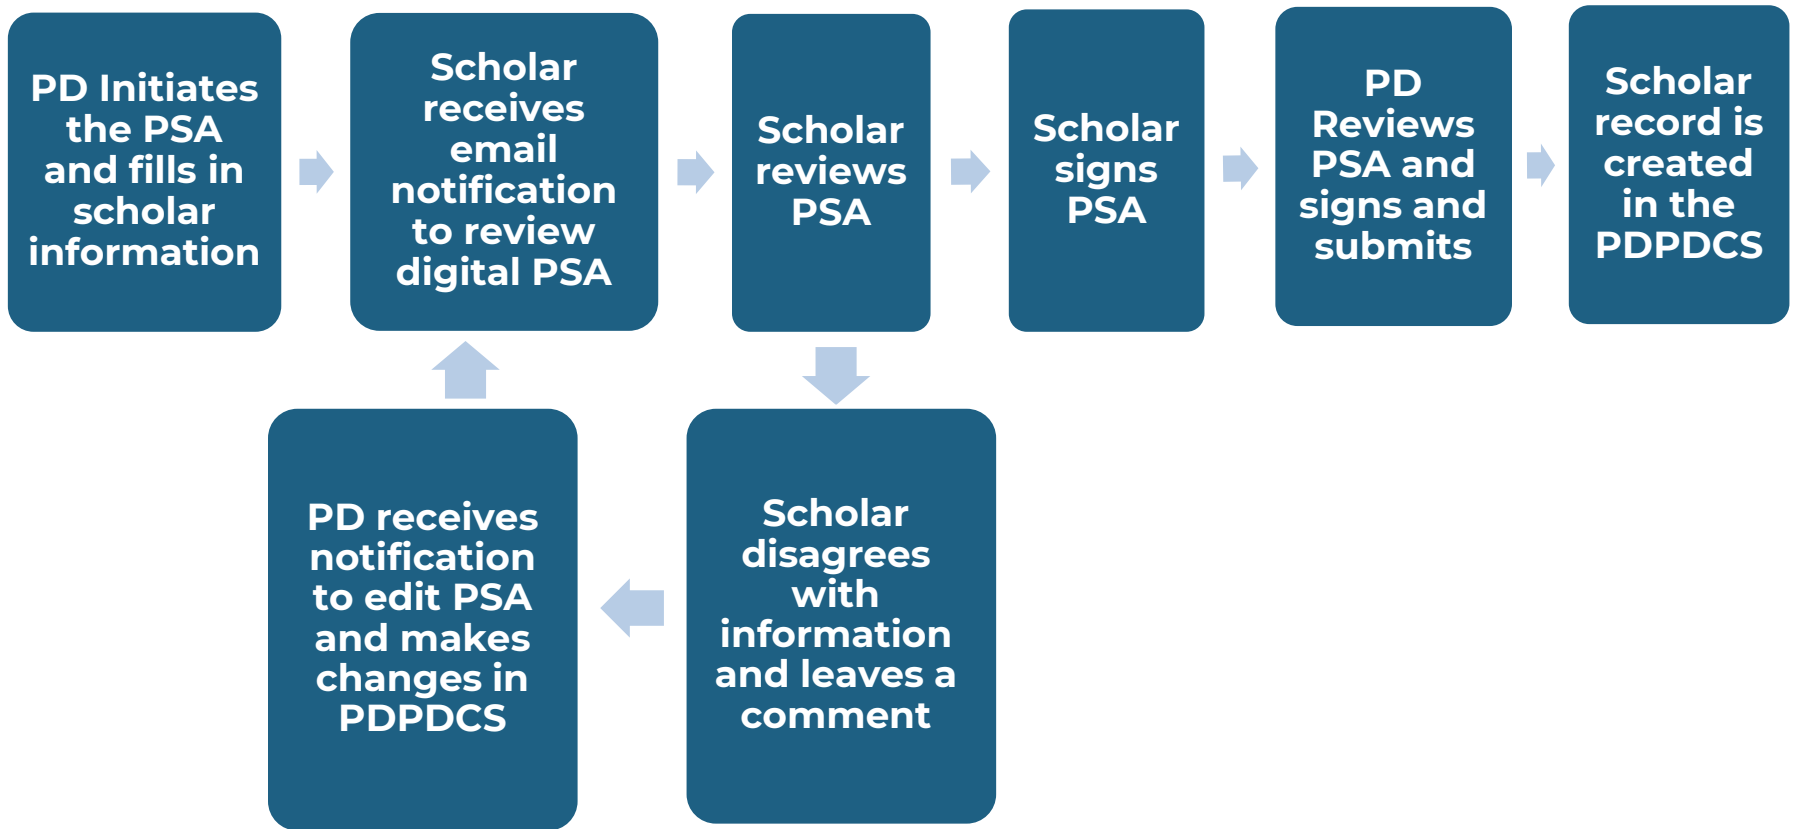 PD Initiates
the PSA
and fills in
scholar
information
Scholar
receives
email
notification
to review
digital PSA
Scholar
reviews
PSA
Scholar
signs
PSA
PD
Reviews
PSA and
signs and
submits
Scholar
record is
created
in the
PDPDCS
PD receives
notification
to edit PSA
and makes
changes in
PDPDCS
Scholar
disagrees
with
information
and leaves a
comment